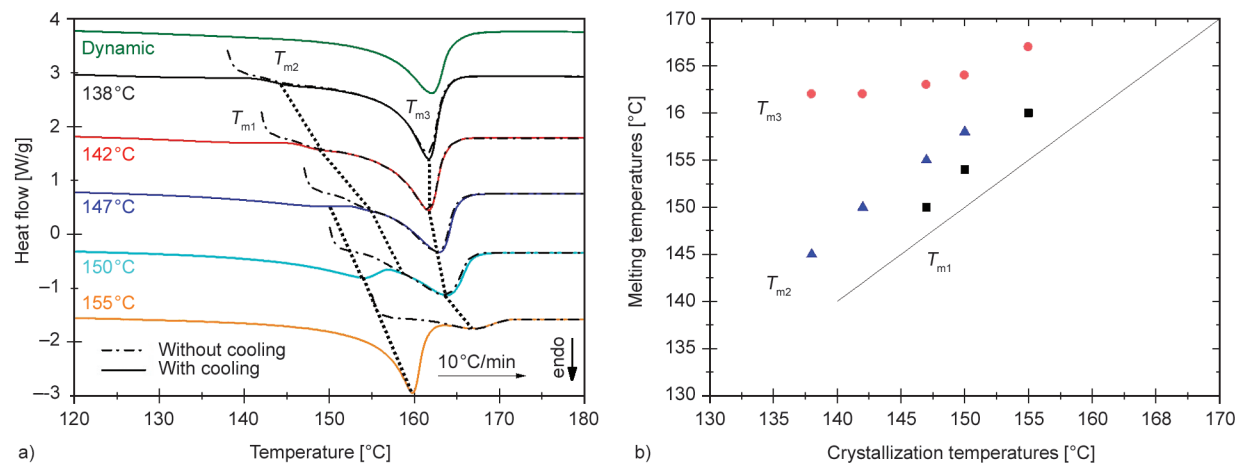 4
3
2
1
0
−1
−2
−3
Heat flow [W/g]
Dynamic
138°C
142°C
147°C
150°C
155°C
Tm2
Tm1
Tm3
Without cooling
With cooling
10°C/min
endo
120 130 140 150 160 170 180
Temperature [°C]
a)
170
165
160
155
150
145
140
135
130
Melting temperatures [°C]
Tm3
Tm2
Tm1
130 135 140 145 150 155 160 168 170
Crystallization temperatures [°C]
b)